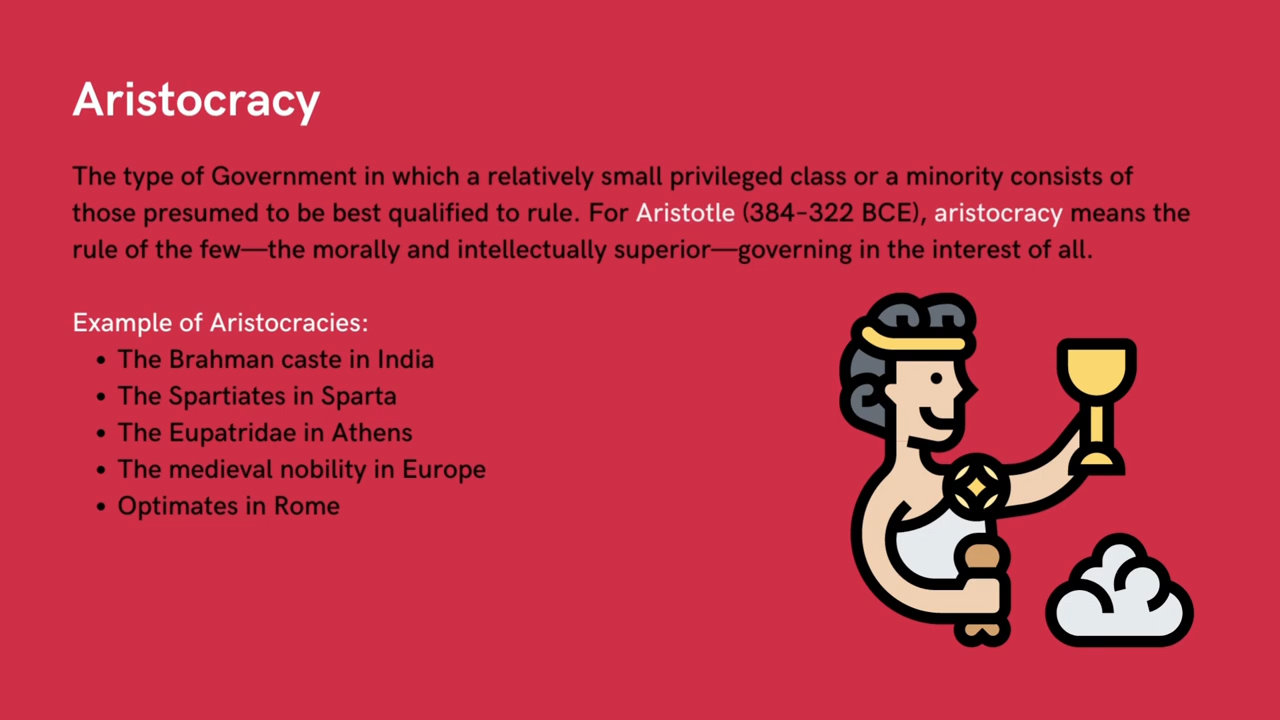 Aristocracy
The type of Government in which a relatively small privileged class or a minority consists of
those presumed to be best qualified to rule. For Aristotle (384–322 BCE), aristocracy means the
rule of the few—the morally and intellectually superior—governing in the interest of all.
Example of Aristocracies:
• The Brahman caste in India
• The Spartiates in Sparta
• The Eupatridae in Athens
• The medieval nobility in Europe
• Optimates in Rome